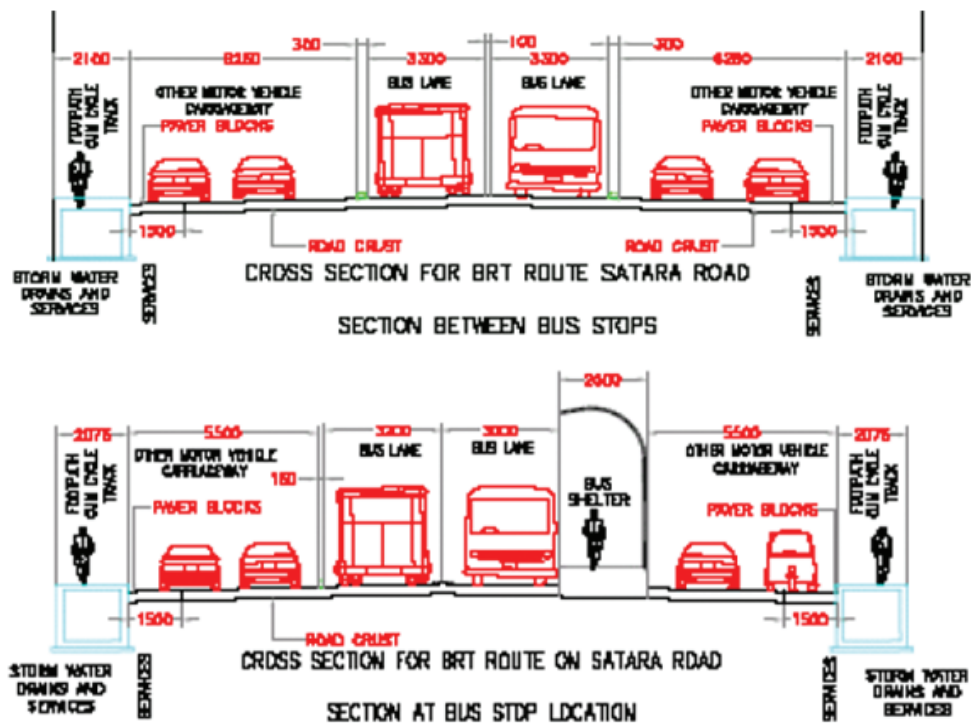 300 100 300
2100 3300 3300 2100
BUS LANE BUS LANE
OTHER MOTOR VEHICLE
CARRIAGEWAY
PAVER BLOCKS
OTHER MOTOR VEHICLE
CARRIAGEWAY
PAVER BLOCKS
FOOTPATH
CUM CYCLE
TRACK
FOOTPATH
CUM CYCLE
TRACK
1500 1500
ROAD CRUST ROAD CRUST
CROSS SECTION FOR BRT ROUTE SATARA ROAD
STORM WATER
DRAINS AND
SERVICES
SERVICES
SERVICES
STORM WATER
DRAINS AND
SERVICES
SECTION BETWEEN BUS STOPS
2075 5500 5500 2075
BUS LANE BUS LANE
OTHER MOTOR VEHICLE
CARRIAGEWAY
PAVER BLOCKS
BUS
SHELTER
OTHER MOTOR VEHICLE
CARRIAGEWAY
PAVER BLOCKS
FOOTPATH
CUM CYCLE
TRACK
FOOTPATH
CUM CYCLE
TRACK
1500 1500
ROAD CRUST
CROSS SECTION FOR BRT ROUTE ON SATARA ROAD
STORM WATER
DRAINS AND
SERVICES
SERVICES
SERVICES
STORM WATER
DRAINS AND
SERVICES
SECTION AT BUS STOP LOCATION